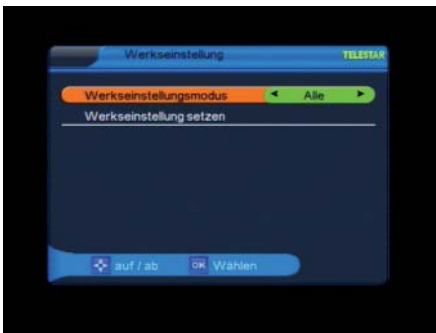 Werkseinstellung TELESTAR
Werkseinstellungsmodus Alle
Werkseinstellung setzen
auf / ab OK Wählen